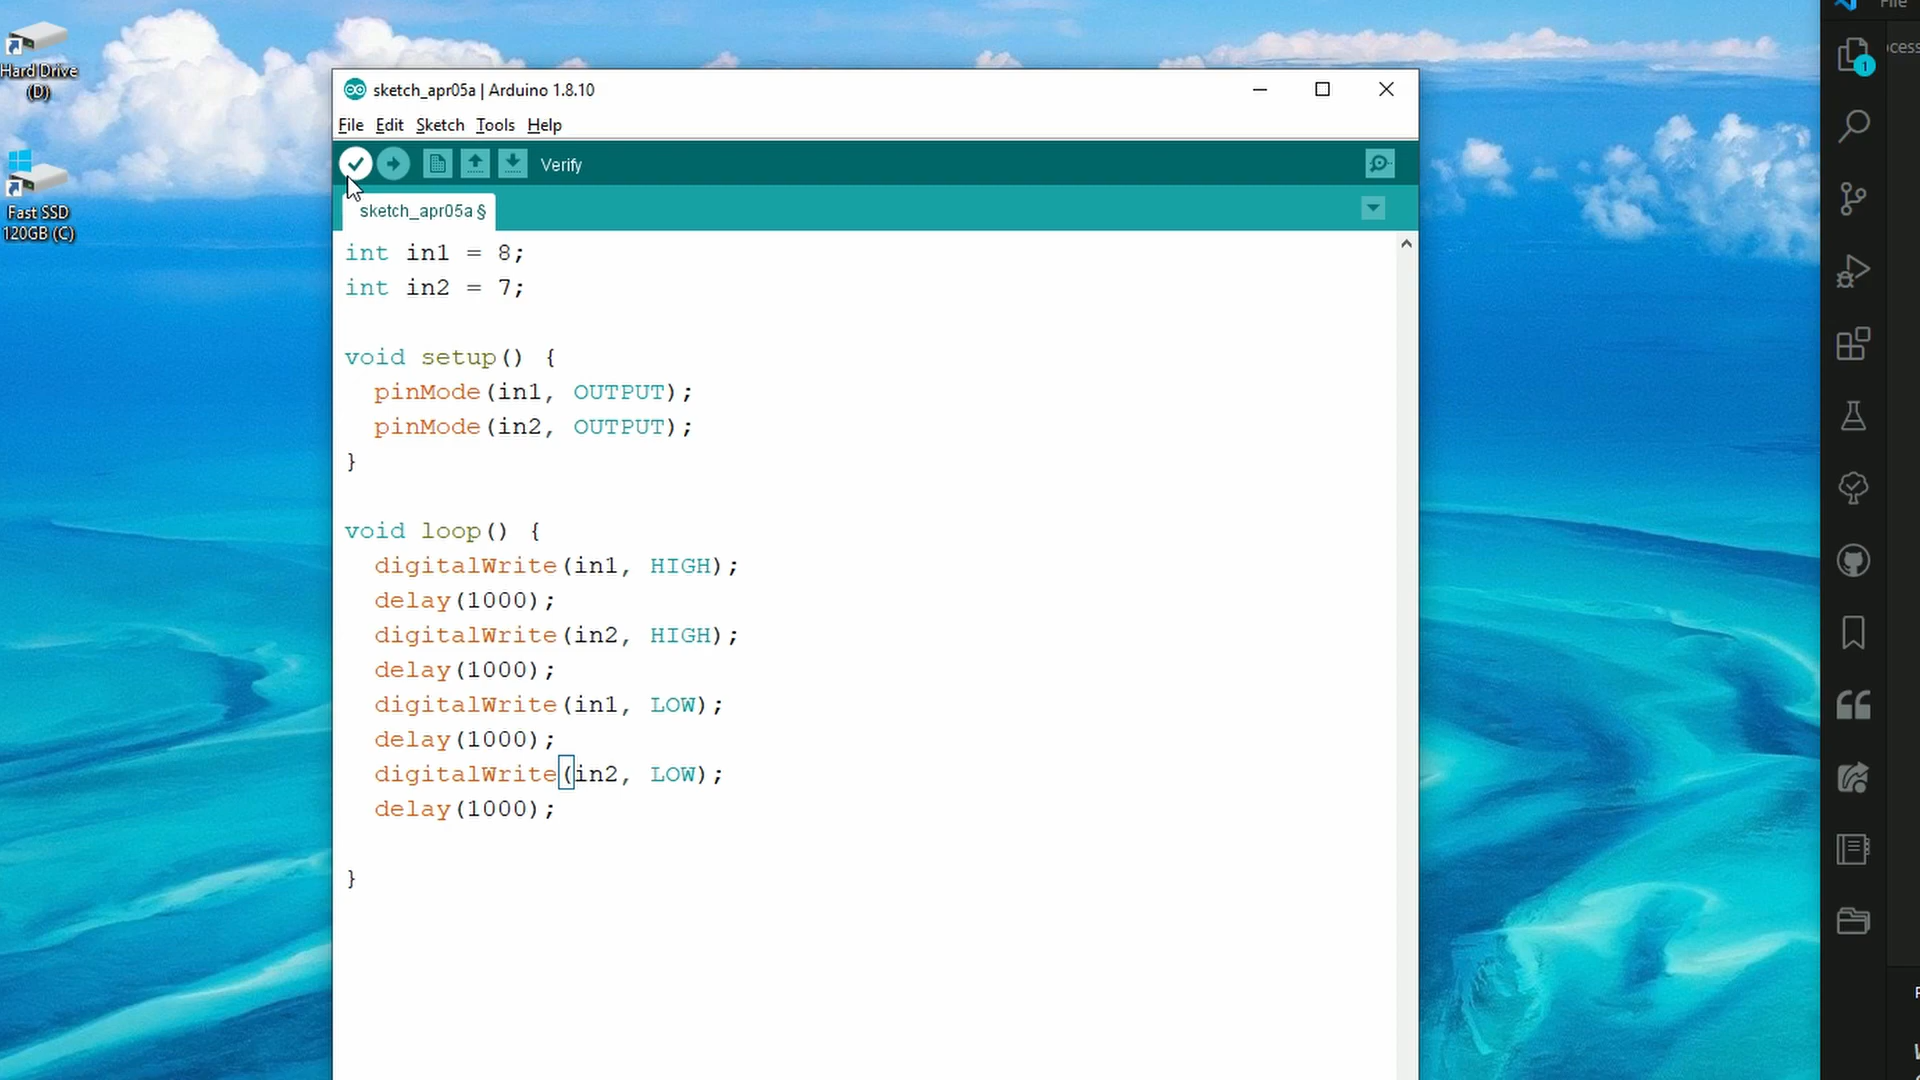 Hard Drive
(D)
Fast SSD
120GB (C)
sketch_apr05a | Arduino 1.8.10
File Edit Sketch Tools Help
Verify
sketch_apr05a §
int in1 = 8;
int in2 = 7;
void setup() {
  pinMode(in1, OUTPUT);
  pinMode(in2, OUTPUT);
}
void loop() {
  digitalWrite(in1, HIGH);
  delay(1000);
  digitalWrite(in2, HIGH);
  delay(1000);
  digitalWrite(in1, LOW);
  delay(1000);
  digitalWrite(in2, LOW);
  delay(1000);
}
File
1